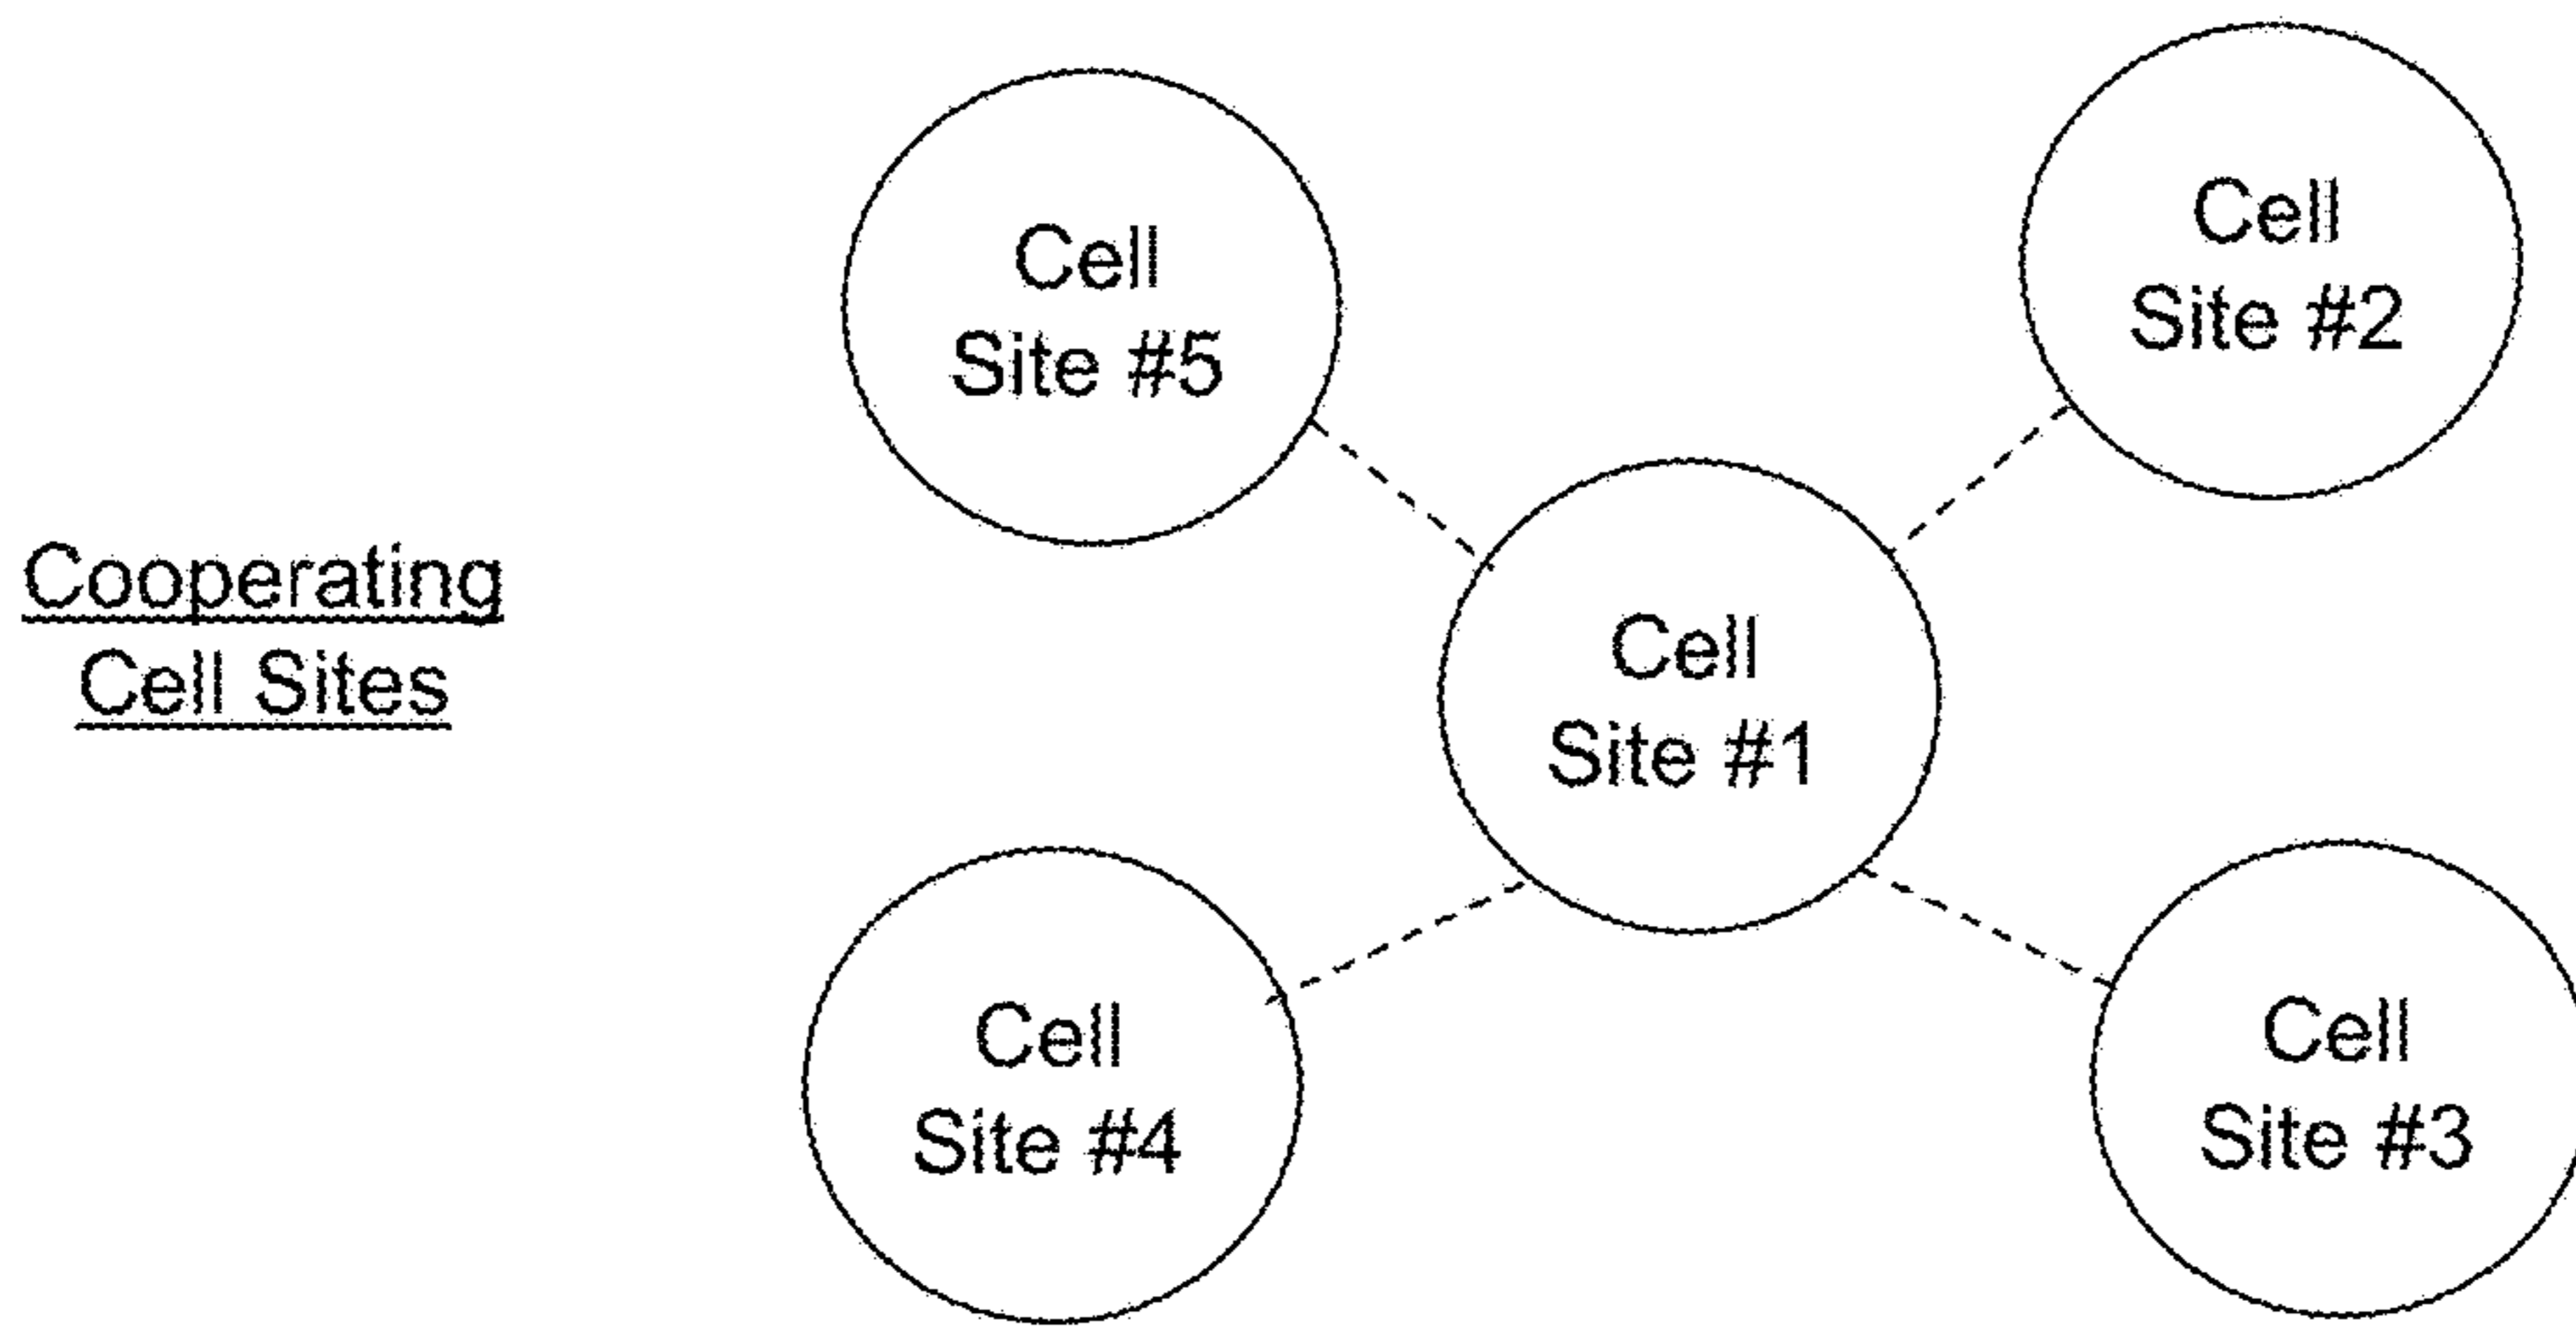 Cooperating
Cell Sites
Cell
Site #5
Cell
Site #2
Cell
Site #1
Cell
Site #4
Cell
Site #3